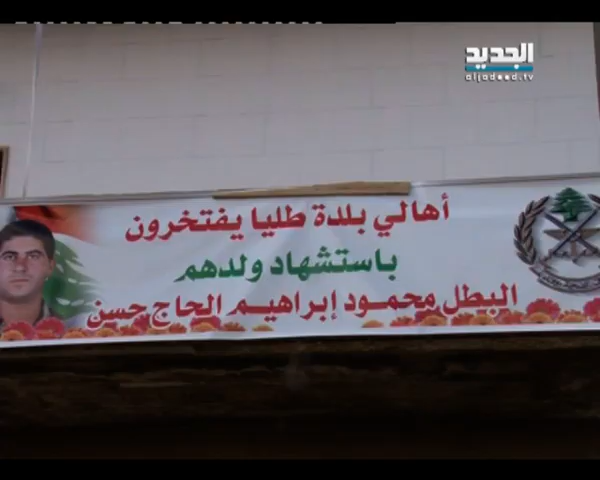 الجديد
aljadeed.tv
أهالي بلدة طليا يفتخرون
باستشهاد ولدهم
البطل محمود إبراهيم الحاج حسن